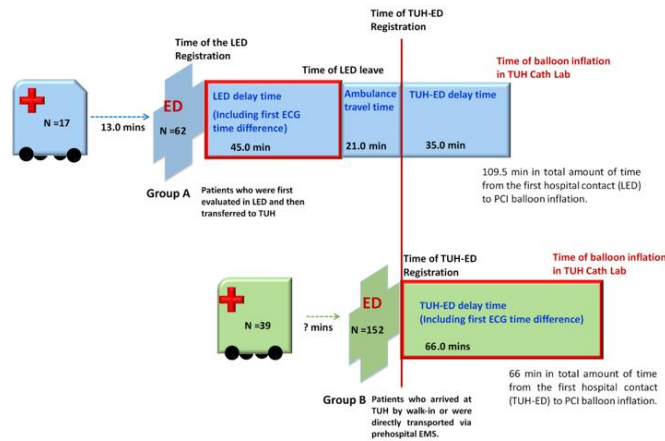 Time of TUH-ED
Registration
Time of the LED
Registration
Time of LED leave
Time of balloon inflation
in TUH Cath Lab
N =17
13.0 mins
ED
N =62
LED delay time
(Including first ECG
time difference)
45.0 min
Ambulance
travel time
21.0 min
TUH-ED delay time
35.0 min
Group A
Patients who were first
evaluated in LED and then
transferred to TUH
109.5 min in total amount of time
from the first hospital contact (LED)
to PCI balloon inflation.
Time of TUH-ED
Registration
Time of balloon inflation
in TUH Cath Lab
N =39
? mins
ED
N =152
TUH-ED delay time
(Including first ECG time difference)
66.0 mins
Group B
Patients who arrived at
TUH by walk-in or were
directly transported via
prehospital EMS.
66 min in total amount of time
from the first hospital contact
(TUH-ED) to PCI balloon inflation.